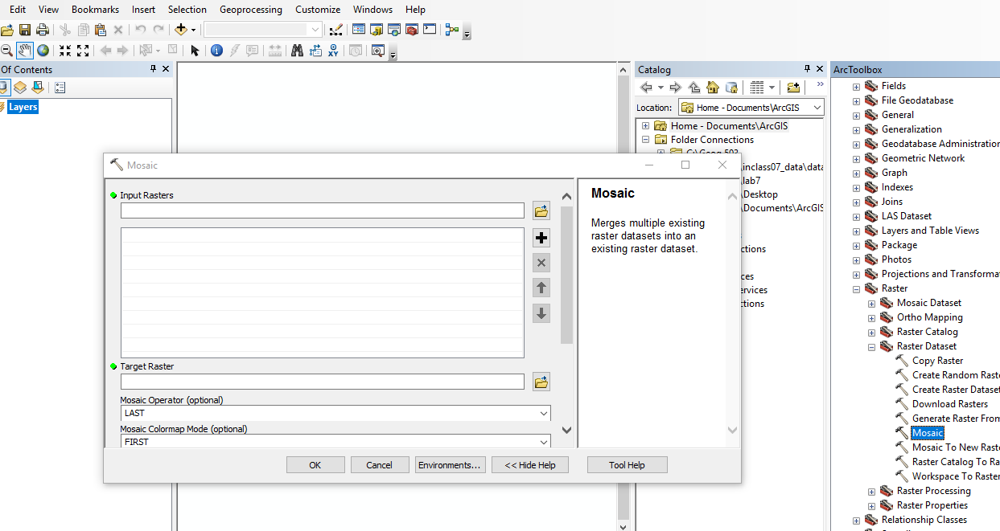 Edit View Bookmarks Insert Selection Geoprocessing Customize Windows Help
Of Contents
Layers
Catalog
Location: Home - Documents\ArcGIS
Home - Documents\ArcGIS
Folder Connections
\inclass07_data\data
\lab7
\Desktop
\Documents\ArcGIS
ctions
ces
ervices
ctions
Mosaic
Input Rasters
Target Raster
Mosaic Operator (optional)
LAST
Mosaic Colormap Mode (optional)
FIRST
OK Cancel Environments... << Hide Help Tool Help
Mosaic
Merges multiple existing
raster datasets into an
existing raster dataset.
ArcToolbox
Fields
File Geodatabase
General
Generalization
Geodatabase Administration
Geometric Network
Graph
Indexes
Joins
LAS Dataset
Layers and Table Views
Package
Photos
Projections and Transforma
Raster
Mosaic Dataset
Ortho Mapping
Raster Catalog
Raster Dataset
Copy Raster
Create Random Raste
Create Raster Dataset
Download Rasters
Generate Raster From
Mosaic
Mosaic To New Raste
Raster Catalog To Ra
Workspace To Raster
Raster Processing
Raster Properties
Relationship Classes